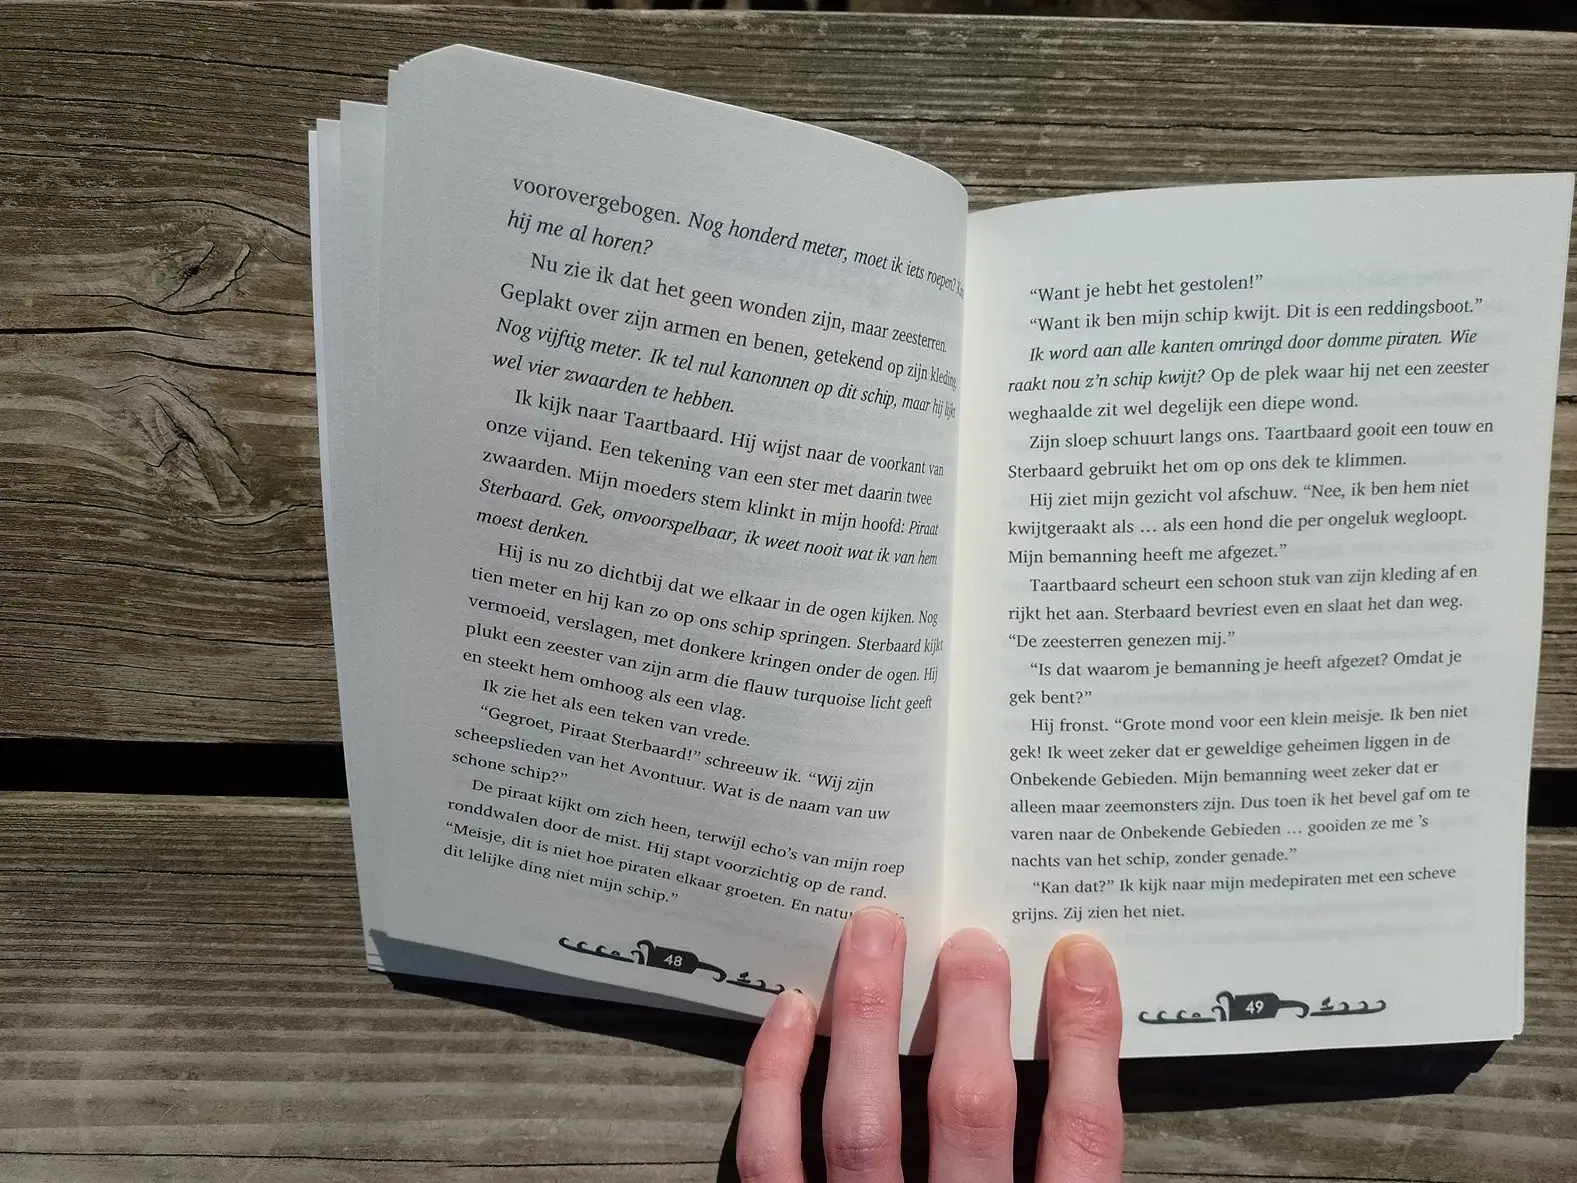 voorovergebogen. Nog honderd meter, moet ik iets roepen? Kan
hij me al horen?
Nu zie ik dat het geen wonden zijn, maar zeesterren.
Geplakt over zijn armen en benen, getekend op zijn kleding.
Nog vijftig meter. Ik tel nul kanonnen op dit schip, maar hij lijkt
wel vier zwaarden te hebben.
Ik kijk naar Taartbaard. Hij wijst naar de voorkant van
onze vijand. Een tekening van een ster met daarin twee
zwaarden. Mijn moeders stem klinkt in mijn hoofd: Piraat
Sterbaard. Gek, onvoorspelbaar, ik weet nooit wat ik van hem
moest denken.
Hij is nu zo dichtbij dat we elkaar in de ogen kijken. Nog
tien meter en hij kan zo op ons schip springen. Sterbaard kijkt
vermoeid, verslagen, met donkere kringen onder de ogen. Hij
plukt een zeester van zijn arm die flauw turquoise licht geeft
en steekt hem omhoog als een vlag.
Ik zie het als een teken van vrede.
“Gegroet, Piraat Sterbaard!” schreeuw ik. “Wij zijn
scheepslieden van het Avontuur. Wat is de naam van uw
schone schip?”
De piraat kijkt om zich heen, terwijl echo’s van mijn roep
ronddwalen door de mist. Hij stapt voorzichtig op de rand.
“Meisje, dit is niet hoe piraten elkaar groeten. En natu
dit lelijke ding niet mijn schip.”
48
“Want je hebt het gestolen!”
“Want ik ben mijn schip kwijt. Dit is een reddingsboot.”
Ik word aan alle kanten omringd door domme piraten. Wie
raakt nou z’n schip kwijt? Op de plek waar hij net een zeester
weghaalde zit wel degelijk een diepe wond.
Zijn sloep schuurt langs ons. Taartbaard gooit een touw en
Sterbaard gebruikt het om op ons dek te klimmen.
Hij ziet mijn gezicht vol afschuw. “Nee, ik ben hem niet
kwijtgeraakt als … als een hond die per ongeluk wegloopt.
Mijn bemanning heeft me afgezet.”
Taartbaard scheurt een schoon stuk van zijn kleding af en
rijkt het aan. Sterbaard bevriest even en slaat het dan weg.
“De zeesterren genezen mij.”
“Is dat waarom je bemanning je heeft afgezet? Omdat je
gek bent?”
Hij fronst. “Grote mond voor een klein meisje. Ik ben niet
gek! Ik weet zeker dat er geweldige geheimen liggen in de
Onbekende Gebieden. Mijn bemanning weet zeker dat er
alleen maar zeemonsters zijn. Dus toen ik het bevel gaf om te
varen naar de Onbekende Gebieden … gooiden ze me ’s
nachts van het schip, zonder genade.”
“Kan dat?” Ik kijk naar mijn medepiraten met een scheve
grijns. Zij zien het niet.
49